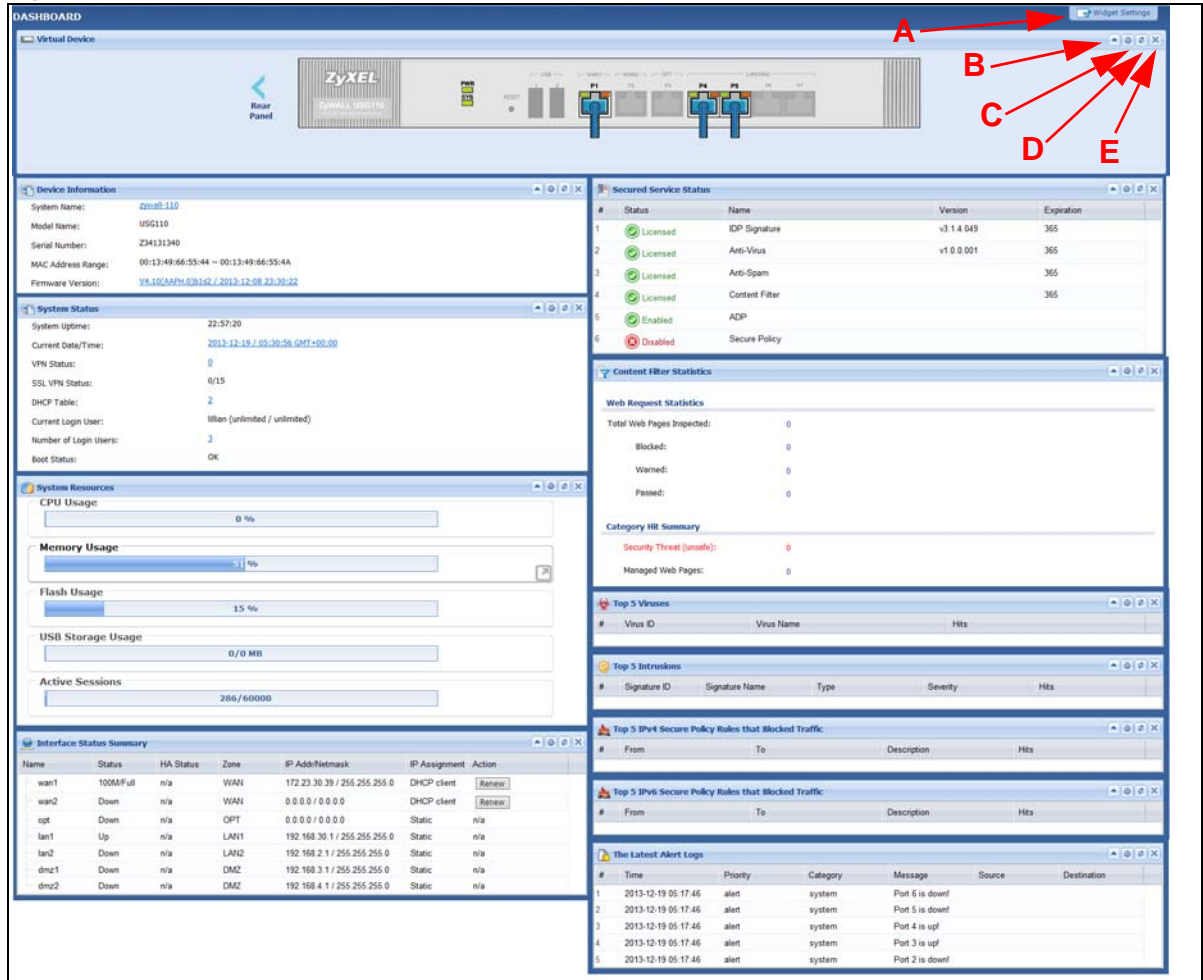 DASHBOARD
Widget Settings
A
Virtual Device
B
C
D
E
ZyXEL
ZyWALL USG110
PWR
SYS
RESET
USB
P1
P4
P5
Rear
Panel
Device Information
System Name: zywall-110
Model Name: USG110
Serial Number: Z34131340
MAC Address Range: 00:13:49:66:55:44 ~ 00:13:49:66:55:4A
Firmware Version: V4.10(AAPH.0)b1s2 / 2013-12-08 23:30:22
System Status
System Uptime: 22:57:20
Current Date/Time: 2013-12-19 / 05:30:56 GMT+00:00
VPN Status: 0
SSL VPN Status: 0/15
DHCP Table: 2
Current Login User: lillian (unlimited / unlimited)
Number of Login Users: 3
Boot Status: OK
System Resources
CPU Usage
0 %
Memory Usage
51 %
Flash Usage
15 %
USB Storage Usage
0/0 MB
Active Sessions
286/60000
Interface Status Summary
Name Status HA Status Zone IP Addr/Netmask IP Assignment Action
wan1 100M/Full n/a WAN 172.23.30.39 / 255.255.255.0 DHCP client Renew
wan2 Down n/a WAN 0.0.0.0 / 0.0.0.0 DHCP client Renew
opt Down n/a OPT 0.0.0.0 / 0.0.0.0 Static n/a
lan1 Up n/a LAN1 192.168.30.1 / 255.255.255.0 Static n/a
lan2 Down n/a LAN2 192.168.2.1 / 255.255.255.0 Static n/a
dmz1 Down n/a DMZ 192.168.3.1 / 255.255.255.0 Static n/a
dmz2 Down n/a DMZ 192.168.4.1 / 255.255.255.0 Static n/a
Secured Service Status
# Status Name Version Expiration
1 Licensed IDP Signature v3.1.4.049 365
2 Licensed Anti-Virus v1.0.0.001 365
3 Licensed Anti-Spam 365
4 Licensed Content Filter 365
5 Enabled ADP
6 Disabled Secure Policy
Content Filter Statistics
Web Request Statistics
Total Web Pages Inspected: 0
Blocked: 0
Warned: 0
Passed: 0
Category Hit Summary
Security Threat (unsafe): 0
Managed Web Pages: 0
Top 5 Viruses
# Virus ID Virus Name Hits
Top 5 Intrusions
# Signature ID Signature Name Type Severity Hits
Top 5 IPv4 Secure Policy Rules that Blocked Traffic
# From To Description Hits
Top 5 IPv6 Secure Policy Rules that Blocked Traffic
# From To Description Hits
The Latest Alert Logs
# Time Priority Category Message Source Destination
1 2013-12-19 05:17:46 alert system Port 6 is down!
2 2013-12-19 05:17:46 alert system Port 5 is down!
3 2013-12-19 05:17:46 alert system Port 4 is up!
4 2013-12-19 05:17:46 alert system Port 3 is up!
5 2013-12-19 05:17:46 alert system Port 2 is down!